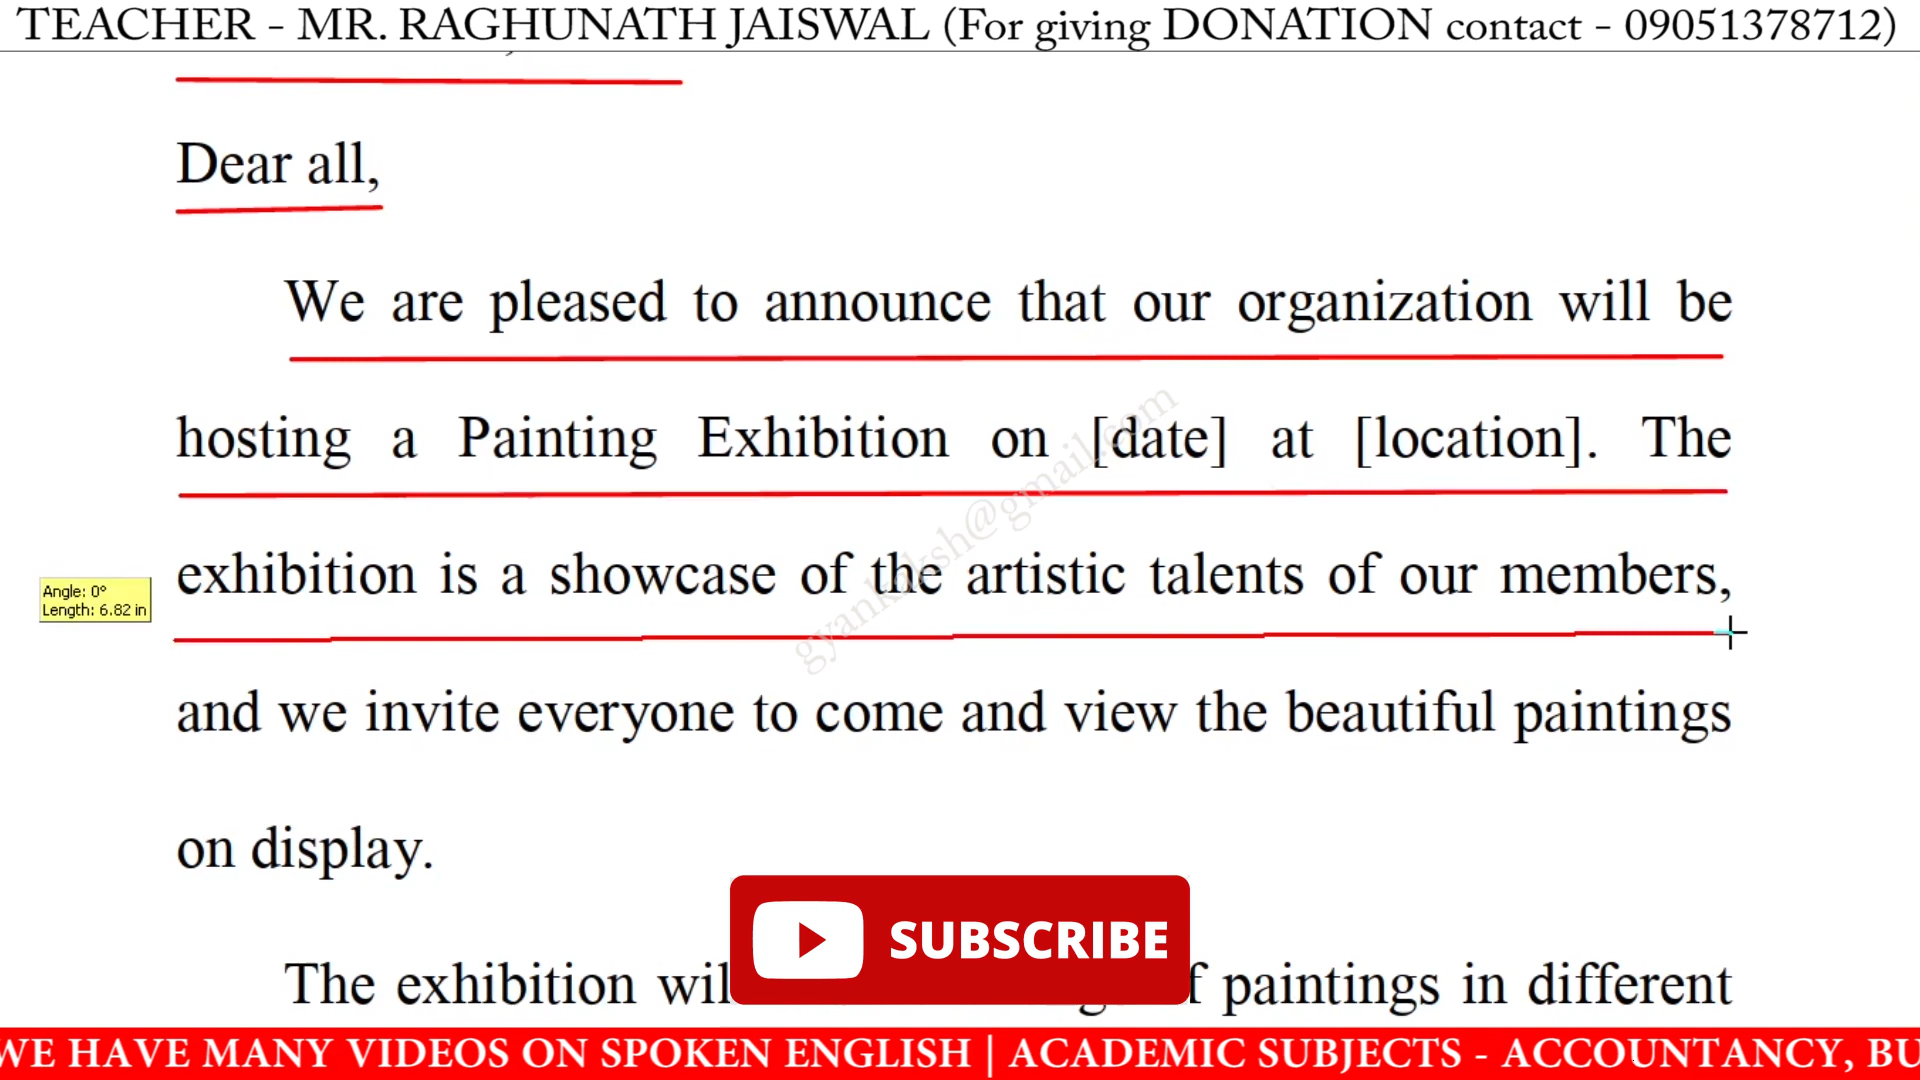 TEACHER - MR. RAGHUNATH JAISWAL (For giving DONATION contact - 09051378712)
Dear all,
We are pleased to announce that our organization will be
hosting a Painting Exhibition on [date] at [location]. The
exhibition is a showcase of the artistic talents of our members,
Angle: 0°
Length: 6.82 in
gyankaksh@gmail.com
and we invite everyone to come and view the beautiful paintings
on display.
SUBSCRIBE
The exhibition paintings in different
WE HAVE MANY VIDEOS ON SPOKEN ENGLISH | ACADEMIC SUBJECTS - ACCOUNTANCY, BU